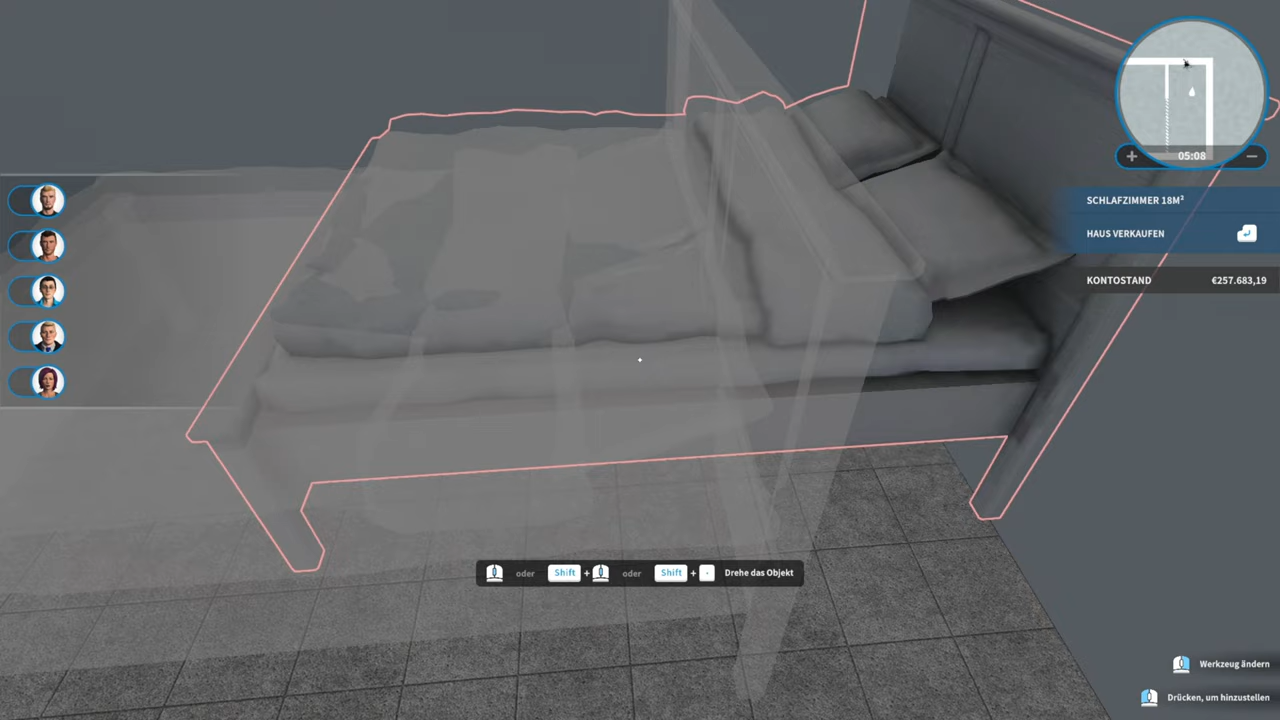 05:08
SCHLAFZIMMER 18M²
HAUS VERKAUFEN
KONTOSTAND €257.683,19
oder Shift + oder Shift + · Drehe das Objekt
Werkzeug ändern
Drücken, um hinzustellen